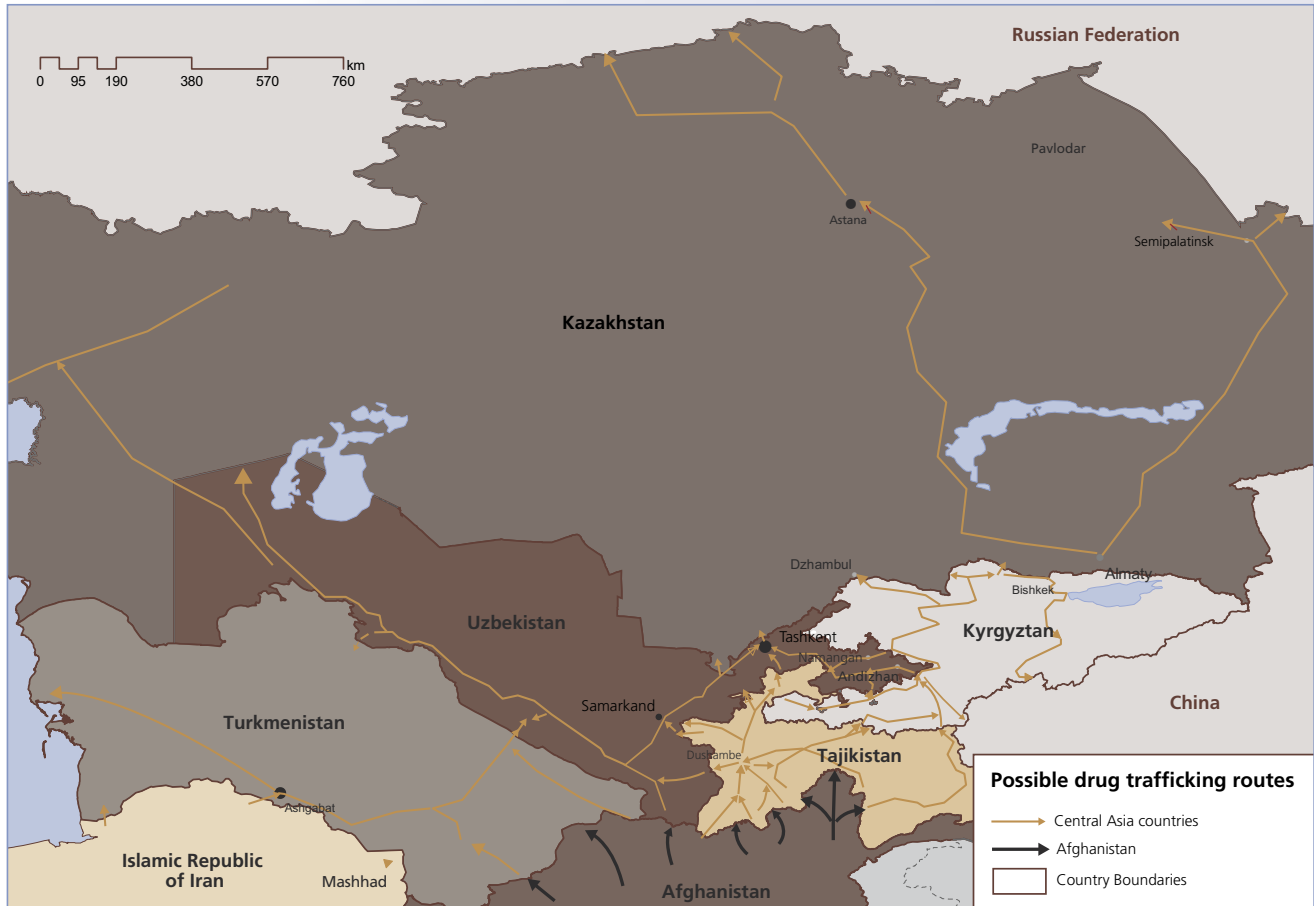 Russian Federation
km
0 95 190 380 570 760
Pavlodar
Astana
Semipalatinsk
Kazakhstan
Dzhambul
Almaty
Bishkek
Uzbekistan
Kyrgyztan
Tashkent
Namangan
Andizhan
Samarkand
China
Turkmenistan
Dushambe
Tajikistan
Ashgabat
Islamic Republic
of Iran
Mashhad
Afghanistan
Possible drug trafficking routes
Central Asia countries
Afghanistan
Country Boundaries